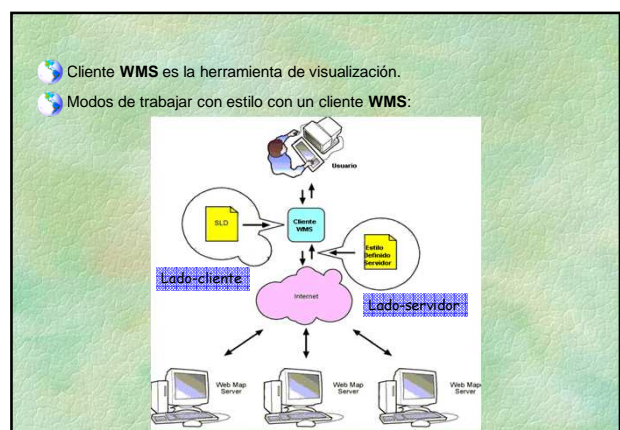 Cliente WMS es la herramienta de visualización.
Modos de trabajar con estilo con un cliente WMS:
Usuario
SLD
Cliente
WMS
Estilo
Definido
Servidor
Lado-cliente
Internet
Lado-servidor
Web Map
Server
Web Map
Server
Web Map
Server